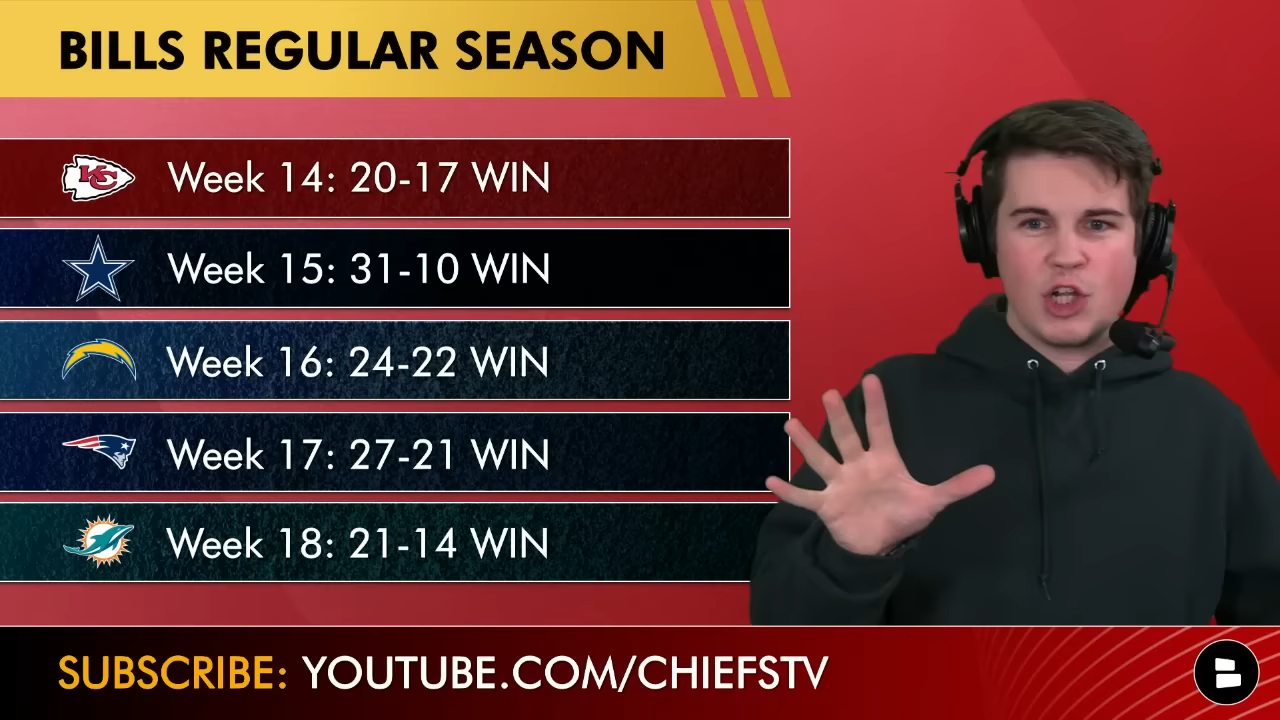 BILLS REGULAR SEASON
KC
Week 14: 20-17 WIN
Week 15: 31-10 WIN
Week 16: 24-22 WIN
Week 17: 27-21 WIN
Week 18: 21-14 WIN
SUBSCRIBE: YOUTUBE.COM/CHIEFSTV